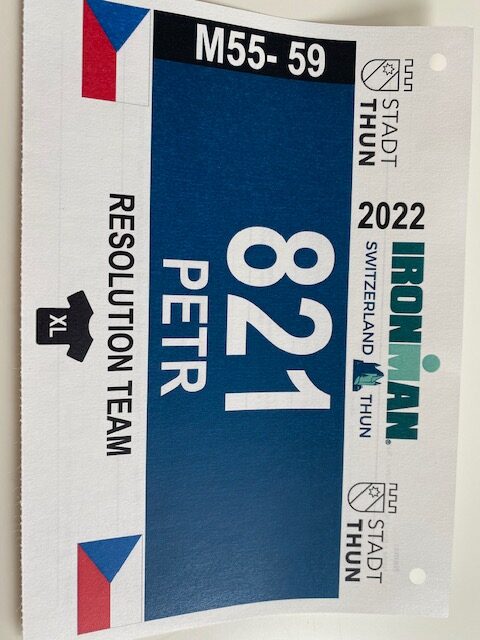 2022
IRONMAN
SWITZERLAND THUN
STADT
THUN
STADT
THUN
M55- 59
821
PETR
RESOLUTION TEAM
XL